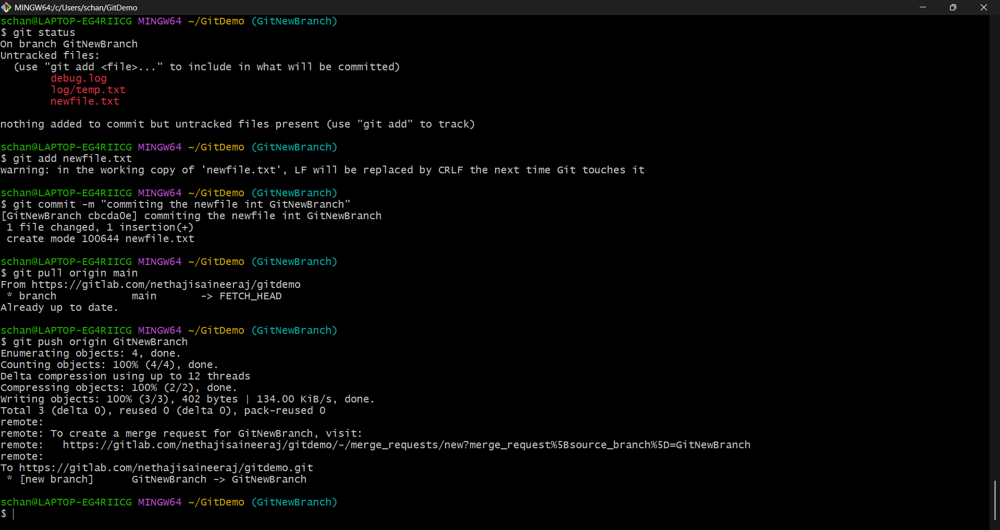 MINGW64:/c/Users/schan/GitDemo
schan@LAPTOP-EG4RIICG MINGW64 ~/GitDemo (GitNewBranch)
$ git status
On branch GitNewBranch
Untracked files:
  (use "git add <file>..." to include in what will be committed)
        debug.log
        log/temp.txt
        newfile.txt

nothing added to commit but untracked files present (use "git add" to track)

schan@LAPTOP-EG4RIICG MINGW64 ~/GitDemo (GitNewBranch)
$ git add newfile.txt
warning: in the working copy of 'newfile.txt', LF will be replaced by CRLF the next time Git touches it

schan@LAPTOP-EG4RIICG MINGW64 ~/GitDemo (GitNewBranch)
$ git commit -m "commiting the newfile int GitNewBranch"
[GitNewBranch cbcda0e] commiting the newfile int GitNewBranch
 1 file changed, 1 insertion(+)
 create mode 100644 newfile.txt

schan@LAPTOP-EG4RIICG MINGW64 ~/GitDemo (GitNewBranch)
$ git pull origin main
From https://gitlab.com/nethajisaineeraj/gitdemo
 * branch            main       -> FETCH_HEAD
Already up to date.

schan@LAPTOP-EG4RIICG MINGW64 ~/GitDemo (GitNewBranch)
$ git push origin GitNewBranch
Enumerating objects: 4, done.
Counting objects: 100% (4/4), done.
Delta compression using up to 12 threads
Compressing objects: 100% (2/2), done.
Writing objects: 100% (3/3), 402 bytes | 134.00 KiB/s, done.
Total 3 (delta 0), reused 0 (delta 0), pack-reused 0
remote:
remote: To create a merge request for GitNewBranch, visit:
remote:   https://gitlab.com/nethajisaineeraj/gitdemo/-/merge_requests/new?merge_request%5Bsource_branch%5D=GitNewBranch
remote:
To https://gitlab.com/nethajisaineeraj/gitdemo.git
 * [new branch]      GitNewBranch -> GitNewBranch

schan@LAPTOP-EG4RIICG MINGW64 ~/GitDemo (GitNewBranch)
$